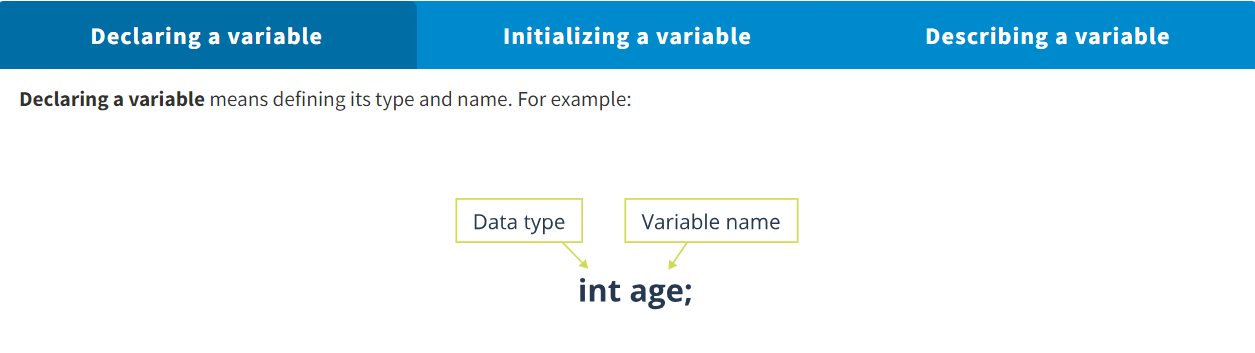 Declaring a variable
Initializing a variable
Describing a variable
Declaring a variable means defining its type and name. For example:
Data type
Variable name
int age;